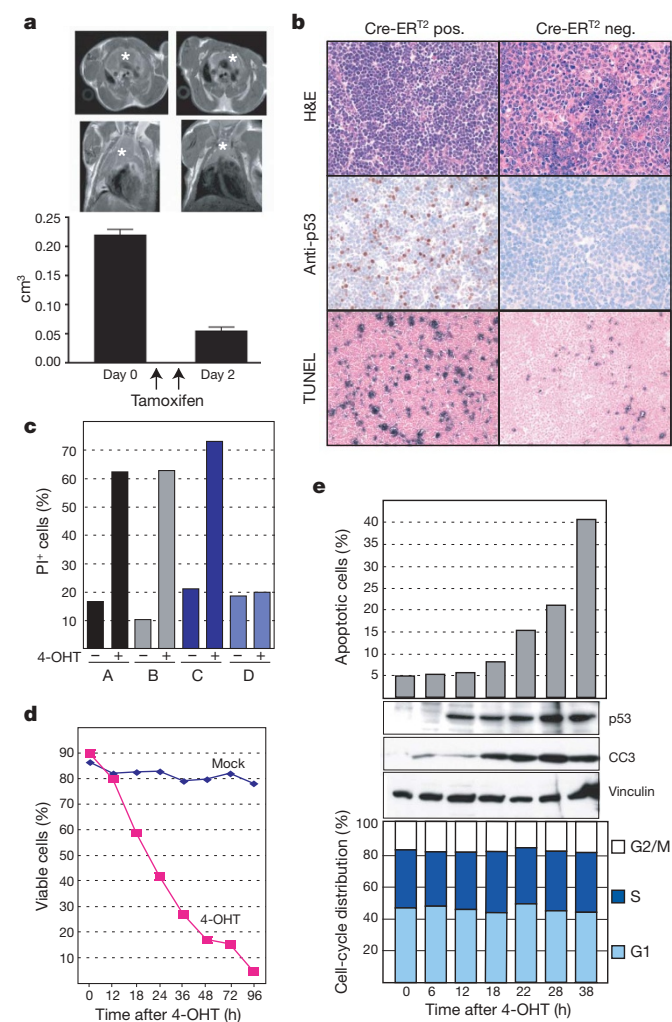 a
*
*
*
*
cm³
0.25
0.20
0.15
0.10
0.05
0.00
Day 0
Day 2
Tamoxifen
b
Cre-ERᵀ² pos.
Cre-ERᵀ² neg.
H&E
Anti-p53
TUNEL
c
PI⁺ cells (%)
70
60
50
40
30
20
10
4-OHT
− + − + − + − +
A B C D
d
Viable cells (%)
90
80
70
60
50
40
30
20
10
Mock
4-OHT
0 12 18 24 36 48 72 96
Time after 4-OHT (h)
e
Apoptotic cells (%)
40
35
30
25
20
15
10
5
p53
CC3
Vinculin
Cell-cycle distribution (%)
100
80
60
40
20
G2/M
S
G1
0 6 12 18 22 28 38
Time after 4-OHT (h)